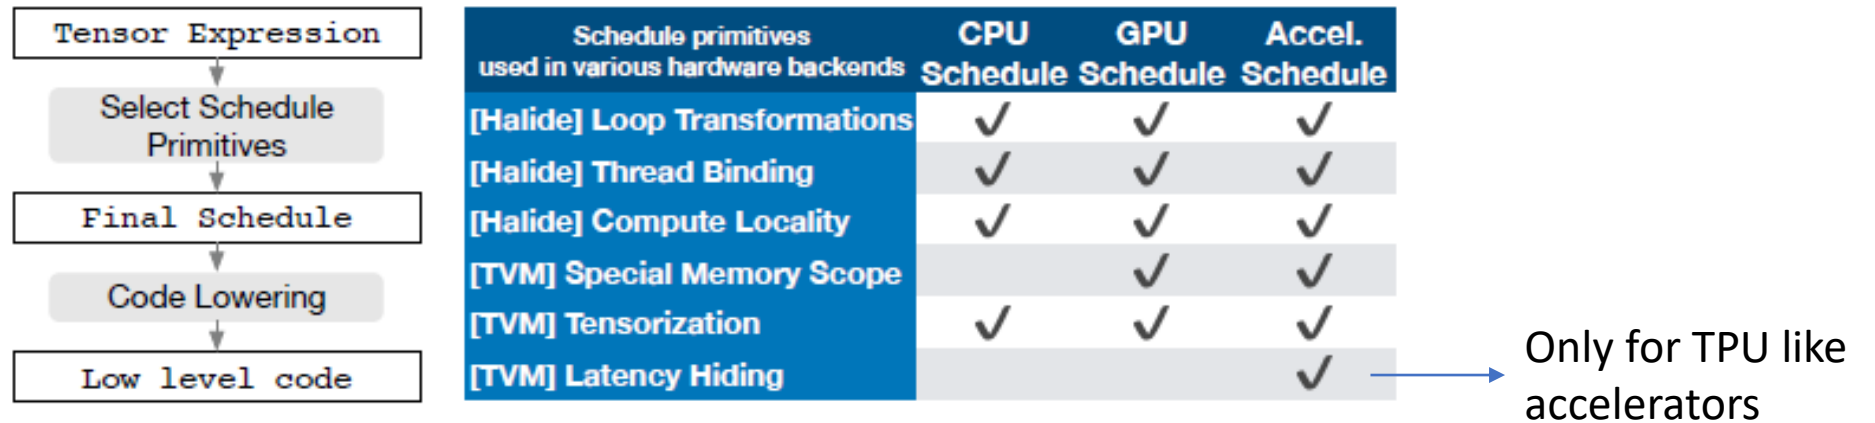 Tensor Expression
Select Schedule
Primitives
Final Schedule
Code Lowering
Low level code
Schedule primitives
used in various hardware backends
CPU
Schedule
GPU
Schedule
Accel.
Schedule
[Halide] Loop Transformations ✓ ✓ ✓
[Halide] Thread Binding ✓ ✓ ✓
[Halide] Compute Locality ✓ ✓ ✓
[TVM] Special Memory Scope ✓ ✓
[TVM] Tensorization ✓ ✓ ✓
[TVM] Latency Hiding ✓
Only for TPU like
accelerators